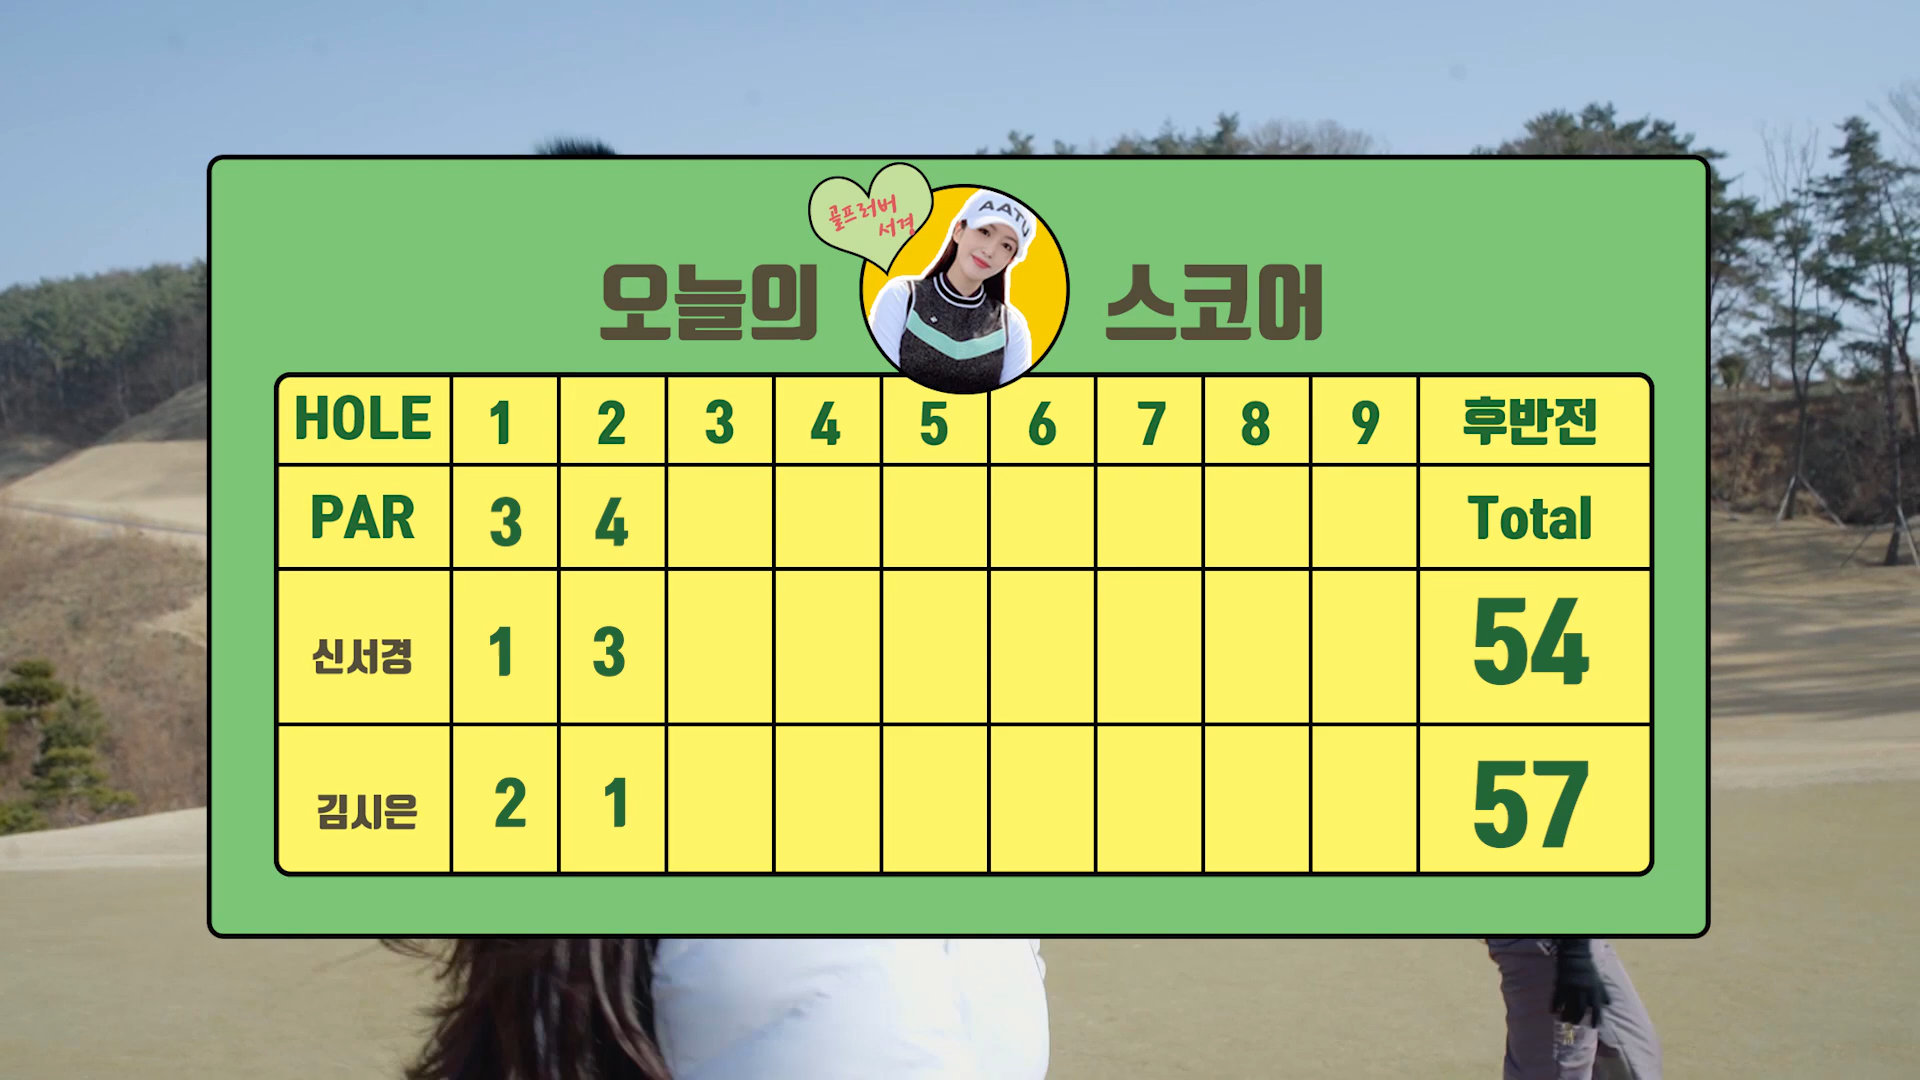 골프러버
서경
AATU
오늘의 스코어
HOLE 1 2 3 4 5 6 7 8 9 후반전
PAR 3 4 Total
신서경 1 3 54
김시은 2 1 57